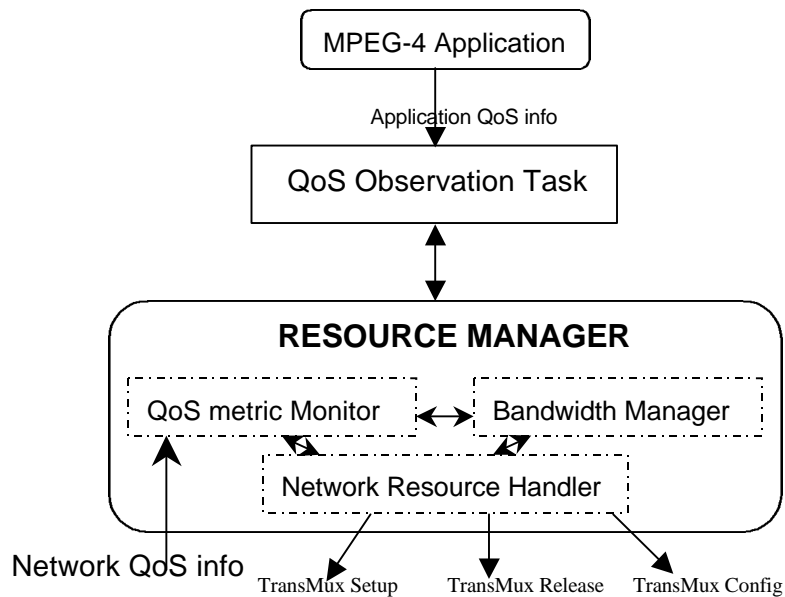 MPEG-4 Application
Application QoS info
QoS Observation Task
RESOURCE MANAGER
QoS metric Monitor
Bandwidth Manager
Network Resource Handler
Network QoS info
TransMux Setup
TransMux Release
TransMux Config